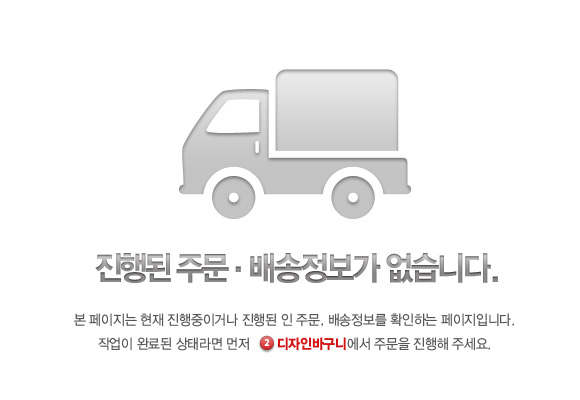 진행된 주문 · 배송정보가 없습니다.
본 페이지는 현재 진행중이거나 진행된 인 주문, 배송정보를 확인하는 페이지입니다.
작업이 완료된 상태라면 먼저 2 디자인바구니에서 주문을 진행해 주세요.